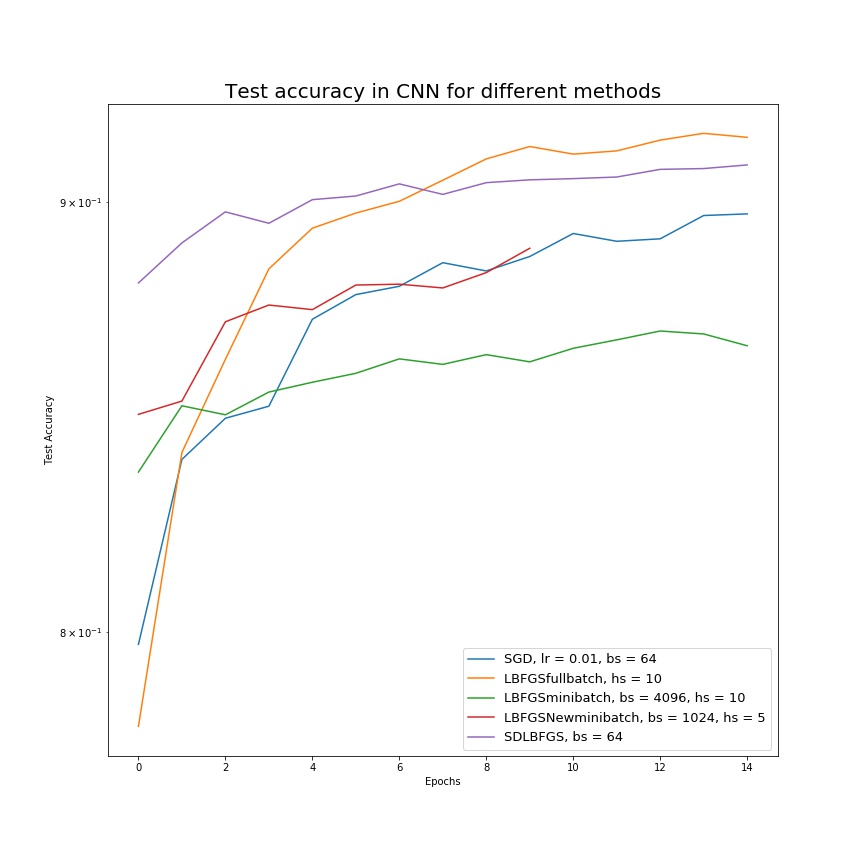 Test accuracy in CNN for different methods
9 × 10⁻¹
Test Accuracy
8 × 10⁻¹
SGD, lr = 0.01, bs = 64
LBFGSfullbatch, hs = 10
LBFGSminibatch, bs = 4096, hs = 10
LBFGSNewminibatch, bs = 1024, hs = 5
SDLBFGS, bs = 64
0 2 4 6 8 10 12 14
Epochs